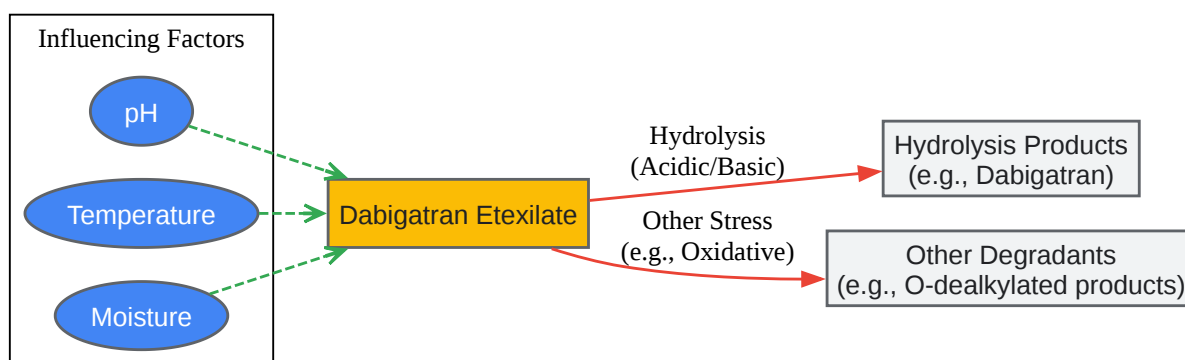 Influencing Factors
pH
Temperature
Moisture
Dabigatran Etexilate
Hydrolysis
(Acidic/Basic)
Other Stress
(e.g., Oxidative)
Hydrolysis Products
(e.g., Dabigatran)
Other Degradants
(e.g., O-dealkylated products)